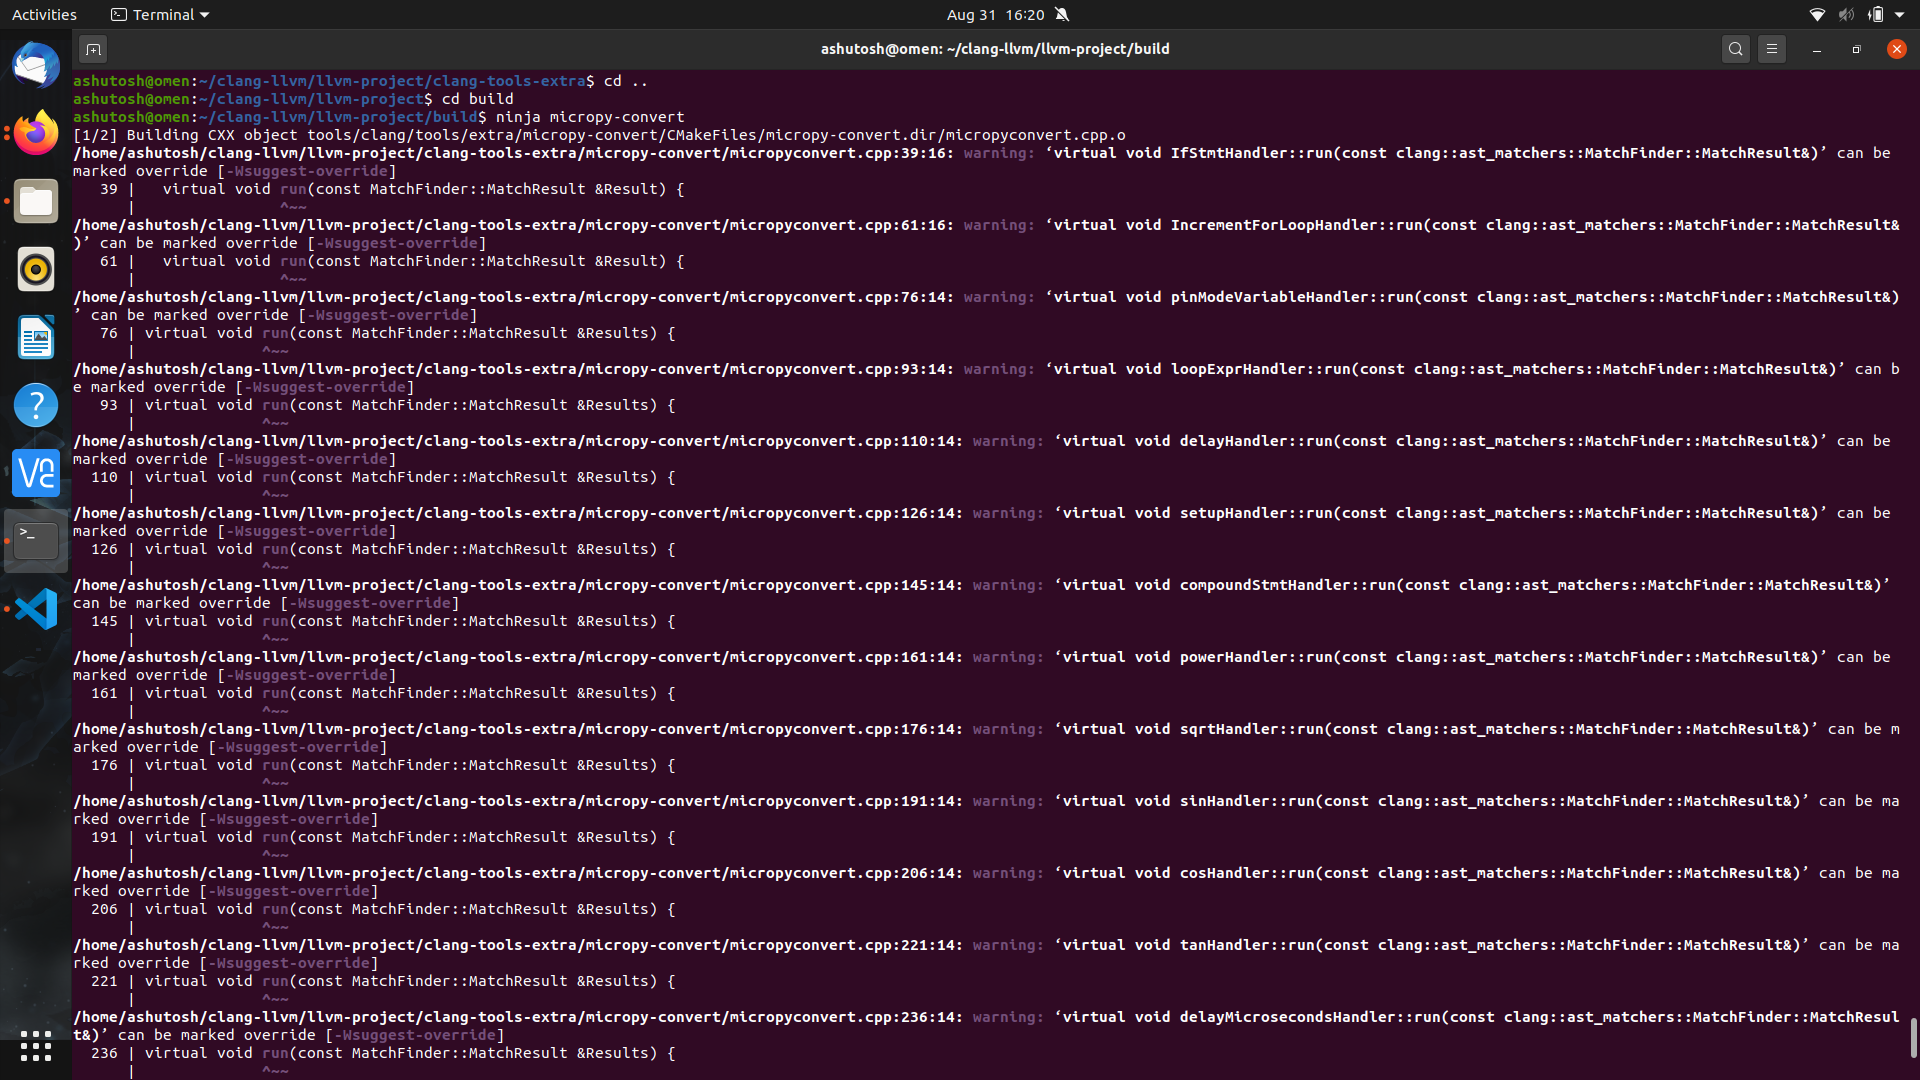 Activities
Terminal
Aug 31 16:20
ashutosh@omen: ~/clang-llvm/llvm-project/build
ashutosh@omen:~/clang-llvm/llvm-project/clang-tools-extra$ cd ..
ashutosh@omen:~/clang-llvm/llvm-project$ cd build
ashutosh@omen:~/clang-llvm/llvm-project/build$ ninja micropy-convert
[1/2] Building CXX object tools/clang/tools/extra/micropy-convert/CMakeFiles/micropy-convert.dir/micropyconvert.cpp.o
/home/ashutosh/clang-llvm/llvm-project/clang-tools-extra/micropy-convert/micropyconvert.cpp:39:16: warning: ‘virtual void IfStmtHandler::run(const clang::ast_matchers::MatchFinder::MatchResult&)’ can be
marked override [-Wsuggest-override]
   39 |   virtual void run(const MatchFinder::MatchResult &Result) {
      |                ^~~
/home/ashutosh/clang-llvm/llvm-project/clang-tools-extra/micropy-convert/micropyconvert.cpp:61:16: warning: ‘virtual void IncrementForLoopHandler::run(const clang::ast_matchers::MatchFinder::MatchResult&
)’ can be marked override [-Wsuggest-override]
   61 |   virtual void run(const MatchFinder::MatchResult &Result) {
      |                ^~~
/home/ashutosh/clang-llvm/llvm-project/clang-tools-extra/micropy-convert/micropyconvert.cpp:76:14: warning: ‘virtual void pinModeVariableHandler::run(const clang::ast_matchers::MatchFinder::MatchResult&)
’ can be marked override [-Wsuggest-override]
   76 | virtual void run(const MatchFinder::MatchResult &Results) {
      |              ^~~
/home/ashutosh/clang-llvm/llvm-project/clang-tools-extra/micropy-convert/micropyconvert.cpp:93:14: warning: ‘virtual void loopExprHandler::run(const clang::ast_matchers::MatchFinder::MatchResult&)’ can b
e marked override [-Wsuggest-override]
   93 | virtual void run(const MatchFinder::MatchResult &Results) {
      |              ^~~
/home/ashutosh/clang-llvm/llvm-project/clang-tools-extra/micropy-convert/micropyconvert.cpp:110:14: warning: ‘virtual void delayHandler::run(const clang::ast_matchers::MatchFinder::MatchResult&)’ can be
marked override [-Wsuggest-override]
  110 | virtual void run(const MatchFinder::MatchResult &Results) {
      |              ^~~
/home/ashutosh/clang-llvm/llvm-project/clang-tools-extra/micropy-convert/micropyconvert.cpp:126:14: warning: ‘virtual void setupHandler::run(const clang::ast_matchers::MatchFinder::MatchResult&)’ can be
marked override [-Wsuggest-override]
  126 | virtual void run(const MatchFinder::MatchResult &Results) {
      |              ^~~
/home/ashutosh/clang-llvm/llvm-project/clang-tools-extra/micropy-convert/micropyconvert.cpp:145:14: warning: ‘virtual void compoundStmtHandler::run(const clang::ast_matchers::MatchFinder::MatchResult&)’
can be marked override [-Wsuggest-override]
  145 | virtual void run(const MatchFinder::MatchResult &Results) {
      |              ^~~
/home/ashutosh/clang-llvm/llvm-project/clang-tools-extra/micropy-convert/micropyconvert.cpp:161:14: warning: ‘virtual void powerHandler::run(const clang::ast_matchers::MatchFinder::MatchResult&)’ can be
marked override [-Wsuggest-override]
  161 | virtual void run(const MatchFinder::MatchResult &Results) {
      |              ^~~
/home/ashutosh/clang-llvm/llvm-project/clang-tools-extra/micropy-convert/micropyconvert.cpp:176:14: warning: ‘virtual void sqrtHandler::run(const clang::ast_matchers::MatchFinder::MatchResult&)’ can be m
arked override [-Wsuggest-override]
  176 | virtual void run(const MatchFinder::MatchResult &Results) {
      |              ^~~
/home/ashutosh/clang-llvm/llvm-project/clang-tools-extra/micropy-convert/micropyconvert.cpp:191:14: warning: ‘virtual void sinHandler::run(const clang::ast_matchers::MatchFinder::MatchResult&)’ can be ma
rked override [-Wsuggest-override]
  191 | virtual void run(const MatchFinder::MatchResult &Results) {
      |              ^~~
/home/ashutosh/clang-llvm/llvm-project/clang-tools-extra/micropy-convert/micropyconvert.cpp:206:14: warning: ‘virtual void cosHandler::run(const clang::ast_matchers::MatchFinder::MatchResult&)’ can be ma
rked override [-Wsuggest-override]
  206 | virtual void run(const MatchFinder::MatchResult &Results) {
      |              ^~~
/home/ashutosh/clang-llvm/llvm-project/clang-tools-extra/micropy-convert/micropyconvert.cpp:221:14: warning: ‘virtual void tanHandler::run(const clang::ast_matchers::MatchFinder::MatchResult&)’ can be ma
rked override [-Wsuggest-override]
  221 | virtual void run(const MatchFinder::MatchResult &Results) {
      |              ^~~
/home/ashutosh/clang-llvm/llvm-project/clang-tools-extra/micropy-convert/micropyconvert.cpp:236:14: warning: ‘virtual void delayMicrosecondsHandler::run(const clang::ast_matchers::MatchFinder::MatchResul
t&)’ can be marked override [-Wsuggest-override]
  236 | virtual void run(const MatchFinder::MatchResult &Results) {
      |              ^~~